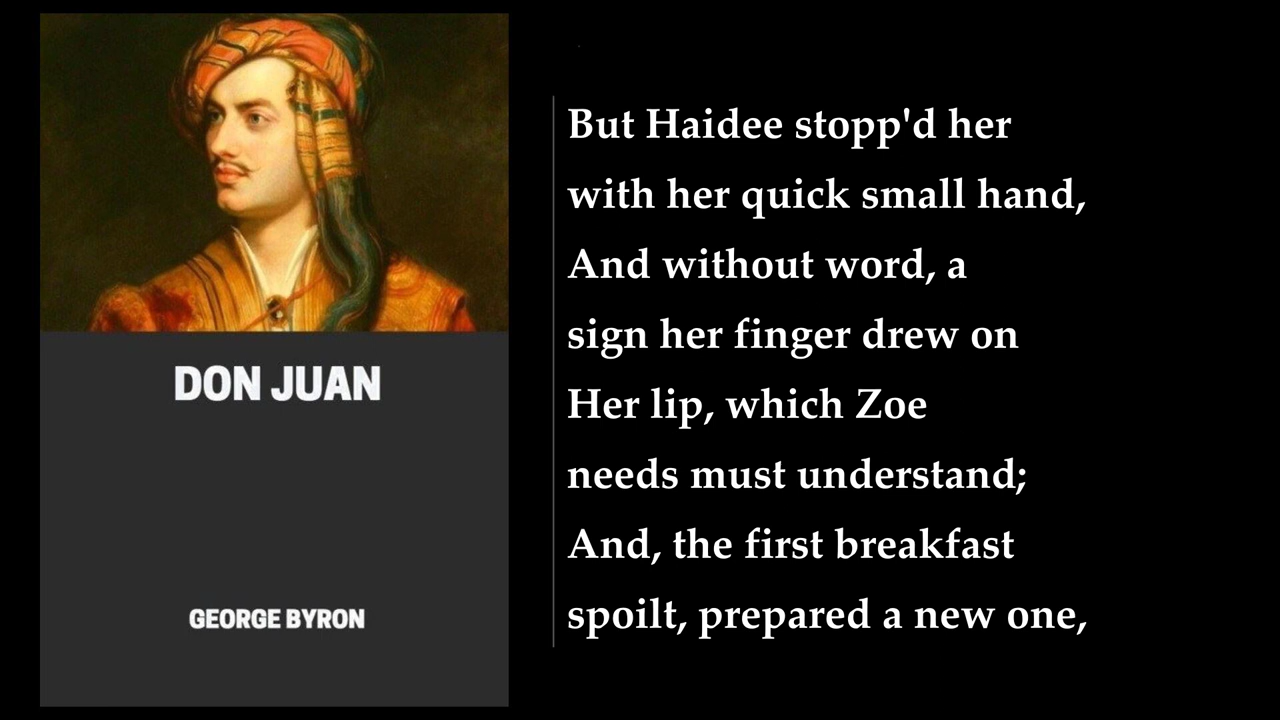 DON JUAN
GEORGE BYRON
But Haidee stopp'd her
with her quick small hand,
And without word, a
sign her finger drew on
Her lip, which Zoe
needs must understand;
And, the first breakfast
spoilt, prepared a new one,